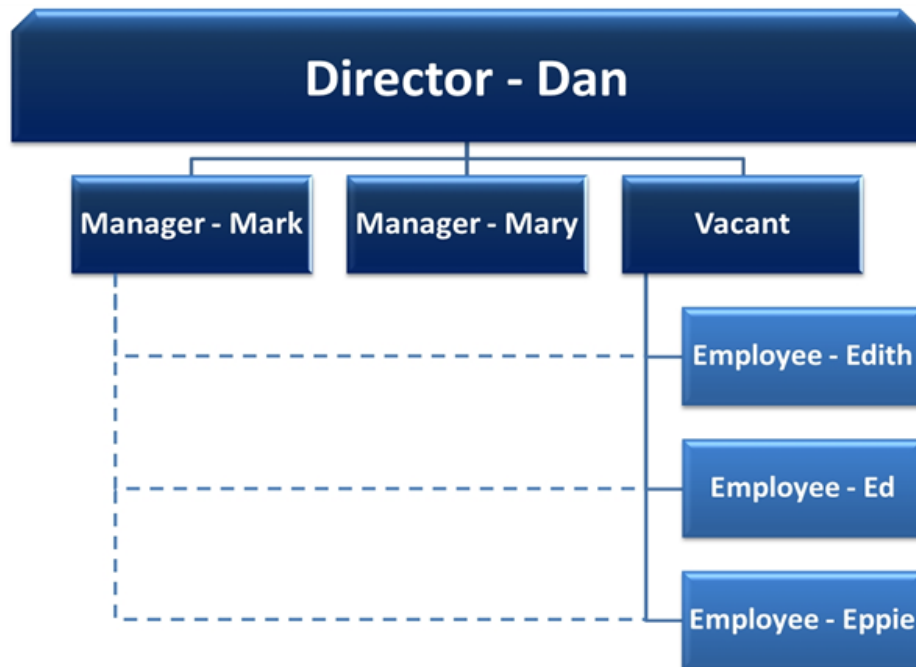 Director - Dan
Manager - Mark
Manager - Mary
Vacant
Employee - Edith
Employee - Ed
Employee - Eppie